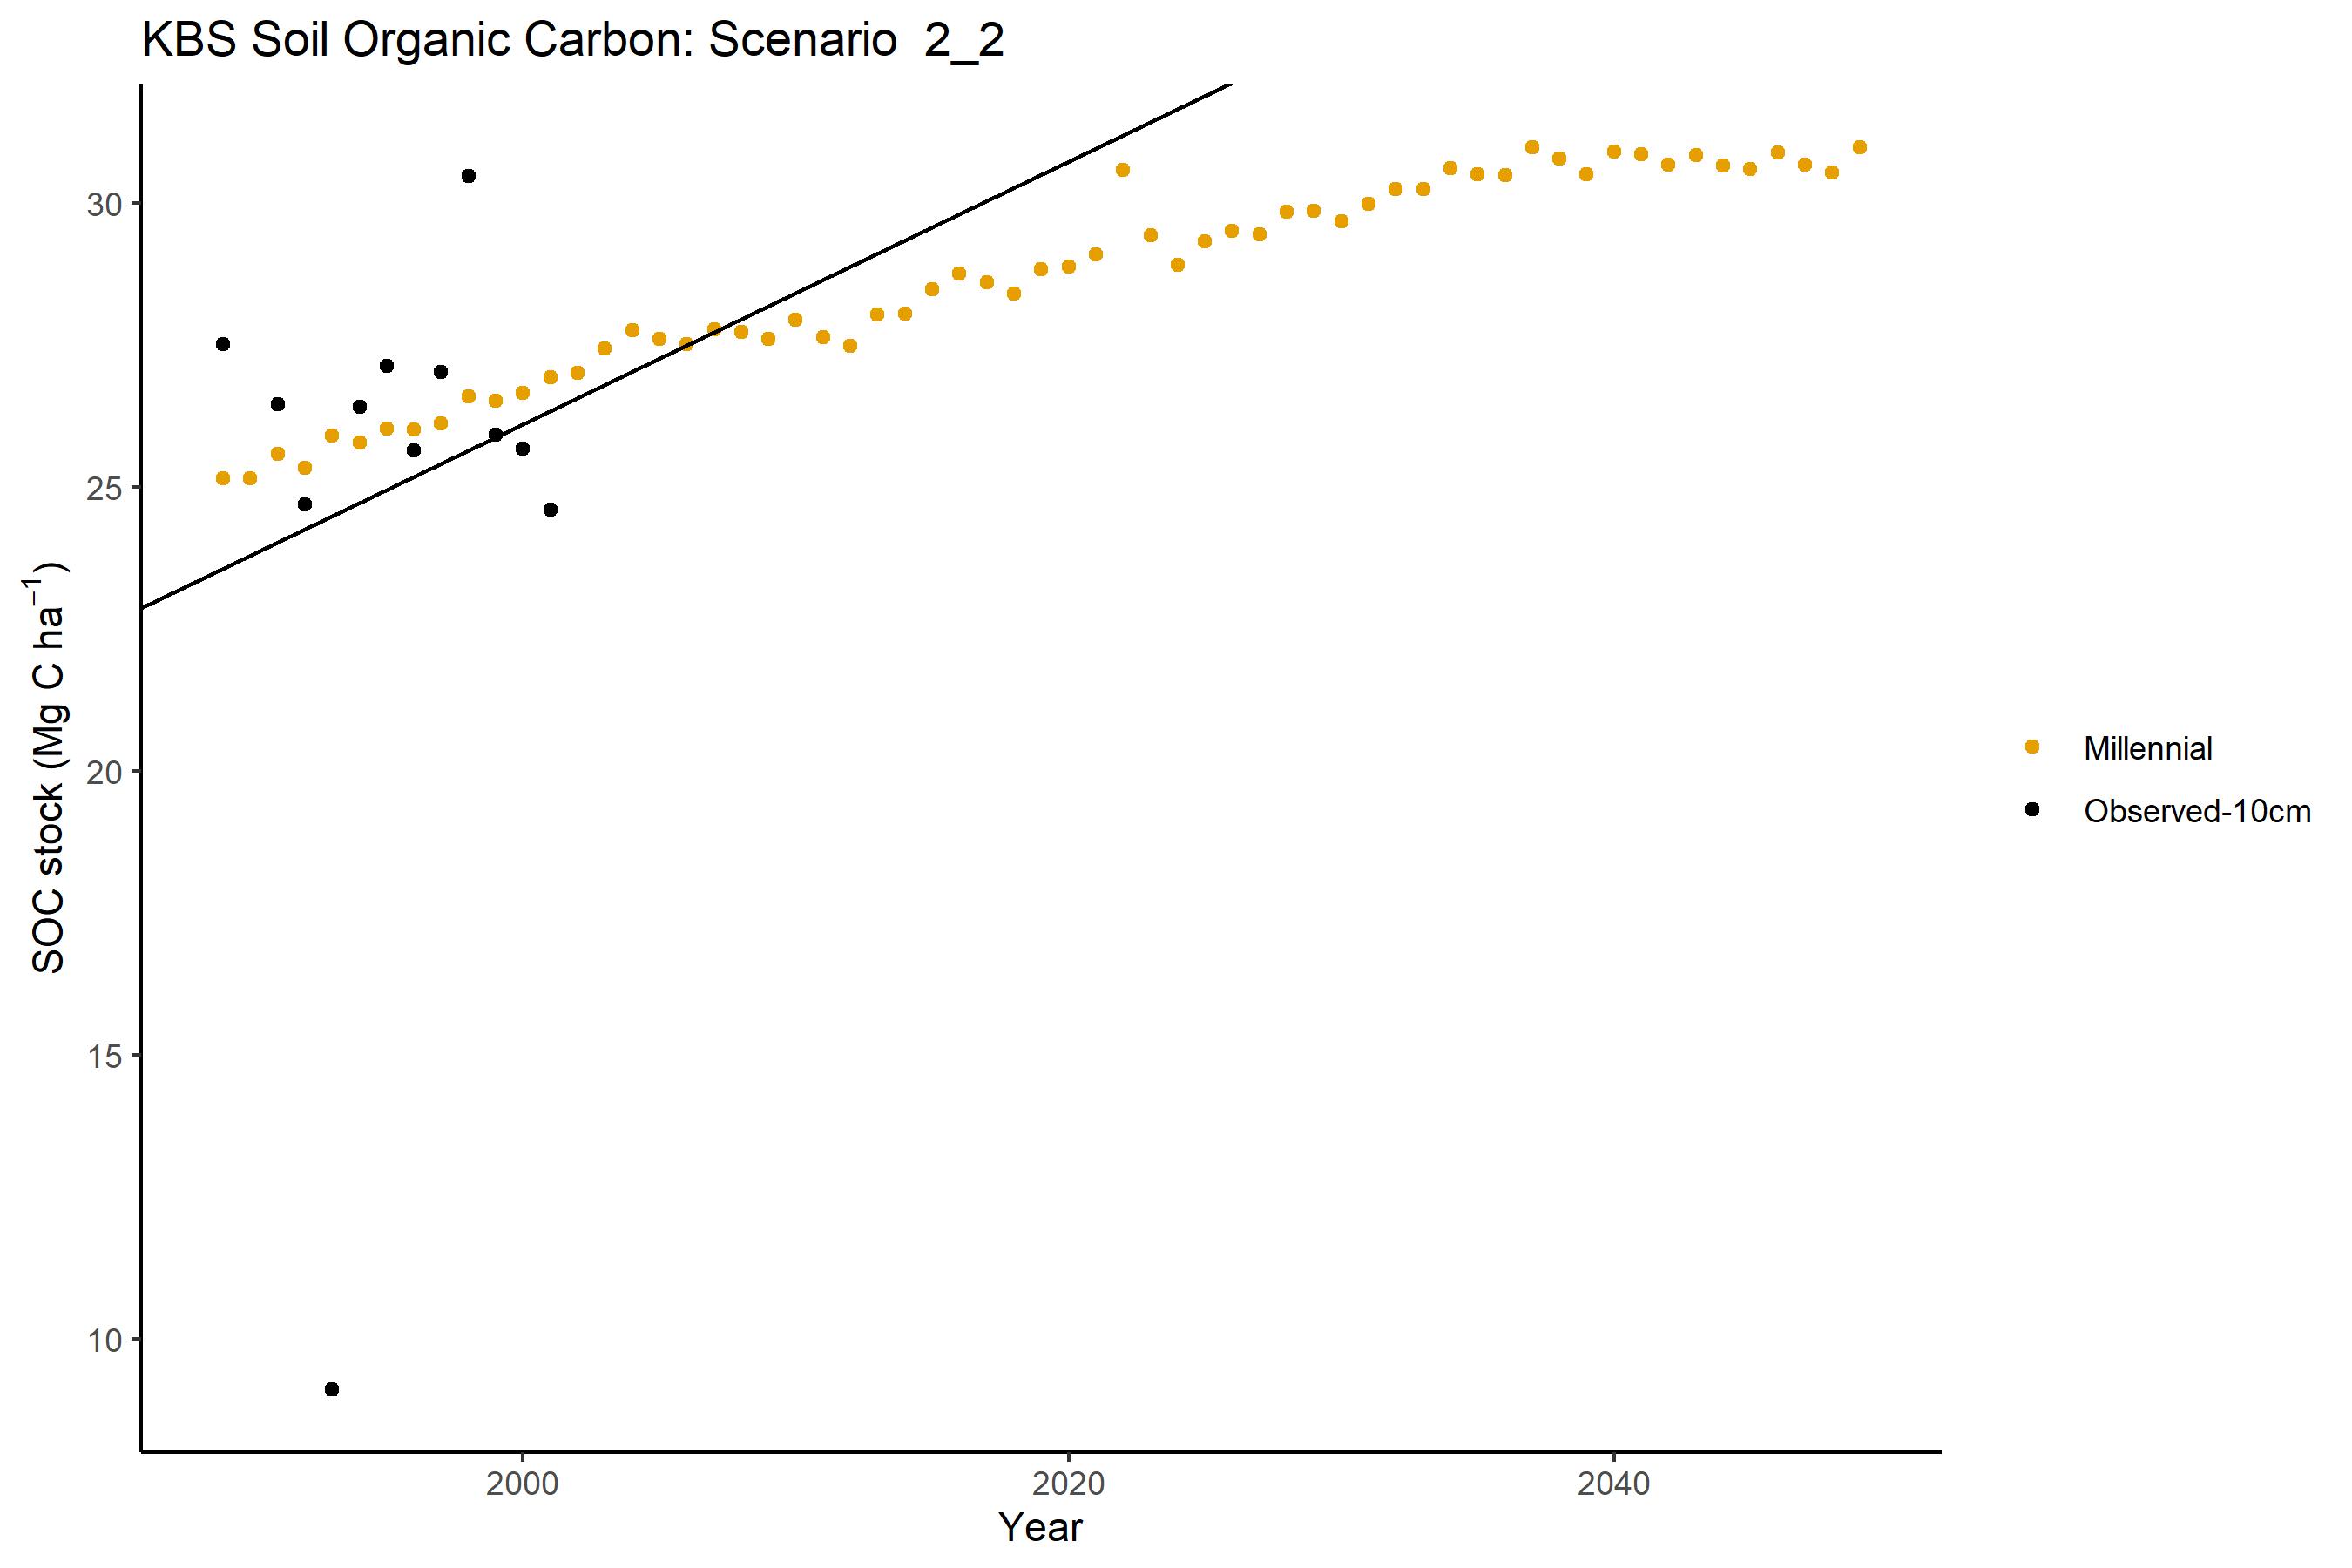 KBS Soil Organic Carbon: Scenario  2_2
SOC stock (Mg C ha⁻¹)
30
25
20
15
10
2000
2020
2040
Year
Millennial
Observed-10cm